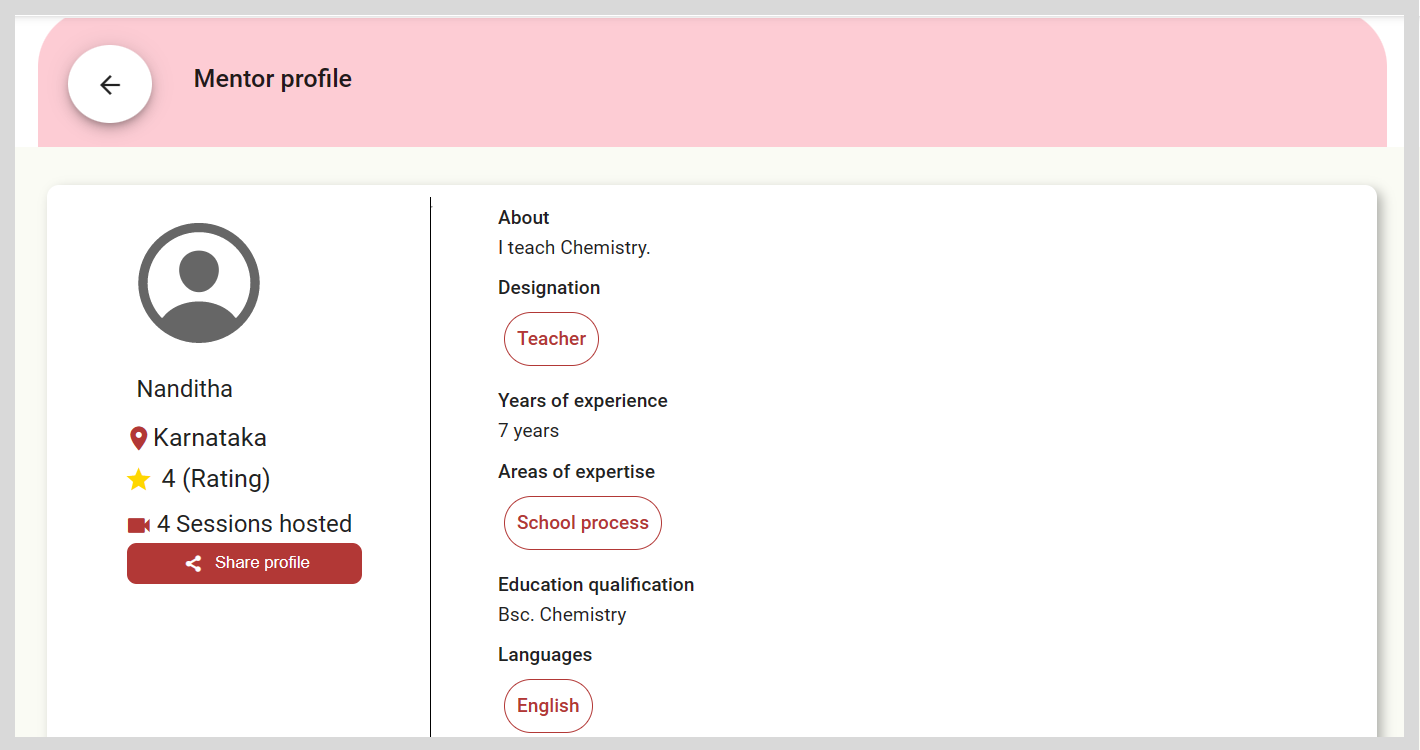 Mentor profile
Nanditha
Karnataka
4 (Rating)
4 Sessions hosted
Share profile
About
I teach Chemistry.
Designation
Teacher
Years of experience
7 years
Areas of expertise
School process
Education qualification
Bsc. Chemistry
Languages
English